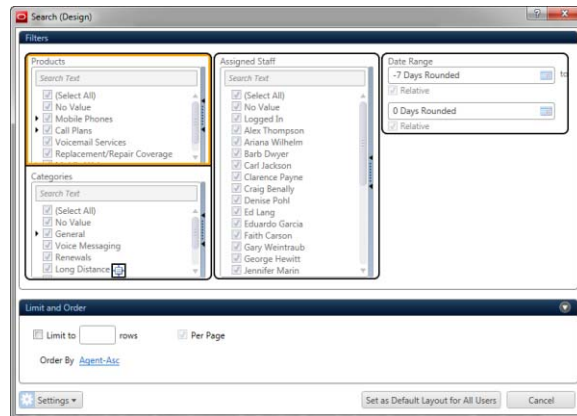 Search (Design)
Filters
Products
Search Text
(Select All)
No Value
Mobile Phones
Call Plans
Voicemail Services
Replacement/Repair Coverage
Categories
Search Text
(Select All)
No Value
General
Voice Messaging
Renewals
Long Distance
Assigned Staff
Search Text
(Select All)
No Value
Logged In
Alex Thompson
Ariana Wilhelm
Barb Dwyer
Carl Jackson
Clarence Payne
Craig Benally
Denise Pohl
Ed Lang
Eduardo Garcia
Faith Carson
Gary Weintraub
George Hewitt
Jennifer Marin
Date Range
-7 Days Rounded to
Relative
0 Days Rounded
Relative
Limit and Order
Limit to rows Per Page
Order By Agent-Asc
Settings Set as Default Layout for All Users Cancel